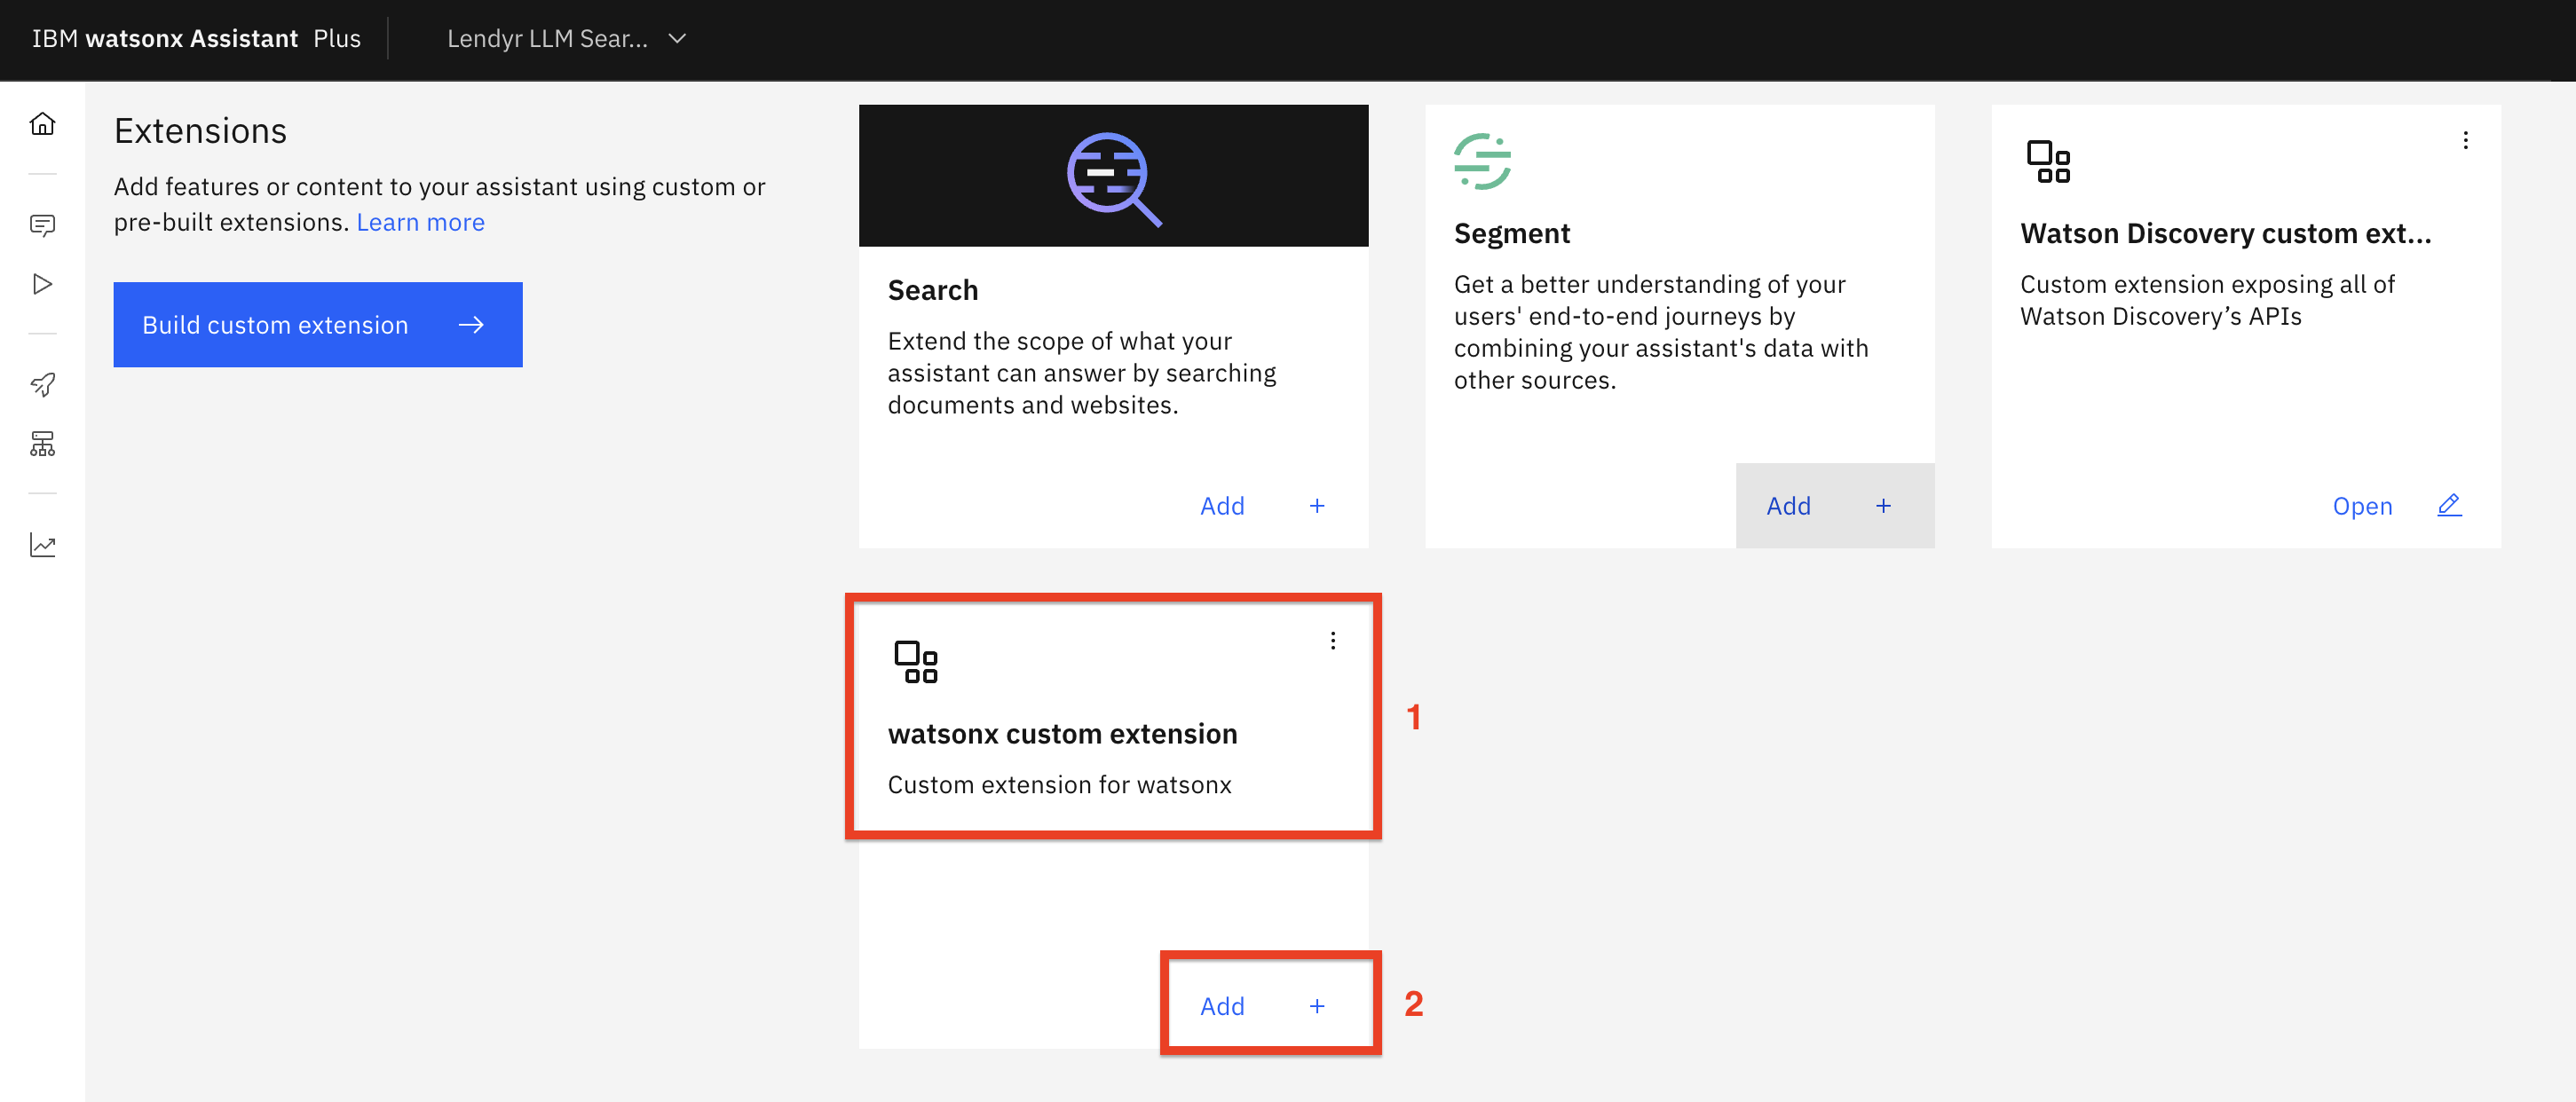 IBM watsonx Assistant Plus
Lendyr LLM Sear...
Extensions
Add features or content to your assistant using custom or
pre-built extensions. Learn more
Build custom extension
Search
Extend the scope of what your
assistant can answer by searching
documents and websites.
Add +
Segment
Get a better understanding of your
users' end-to-end journeys by
combining your assistant's data with
other sources.
Add +
Watson Discovery custom ext...
Custom extension exposing all of
Watson Discovery’s APIs
Open
watsonx custom extension
Custom extension for watsonx
1
Add +
2